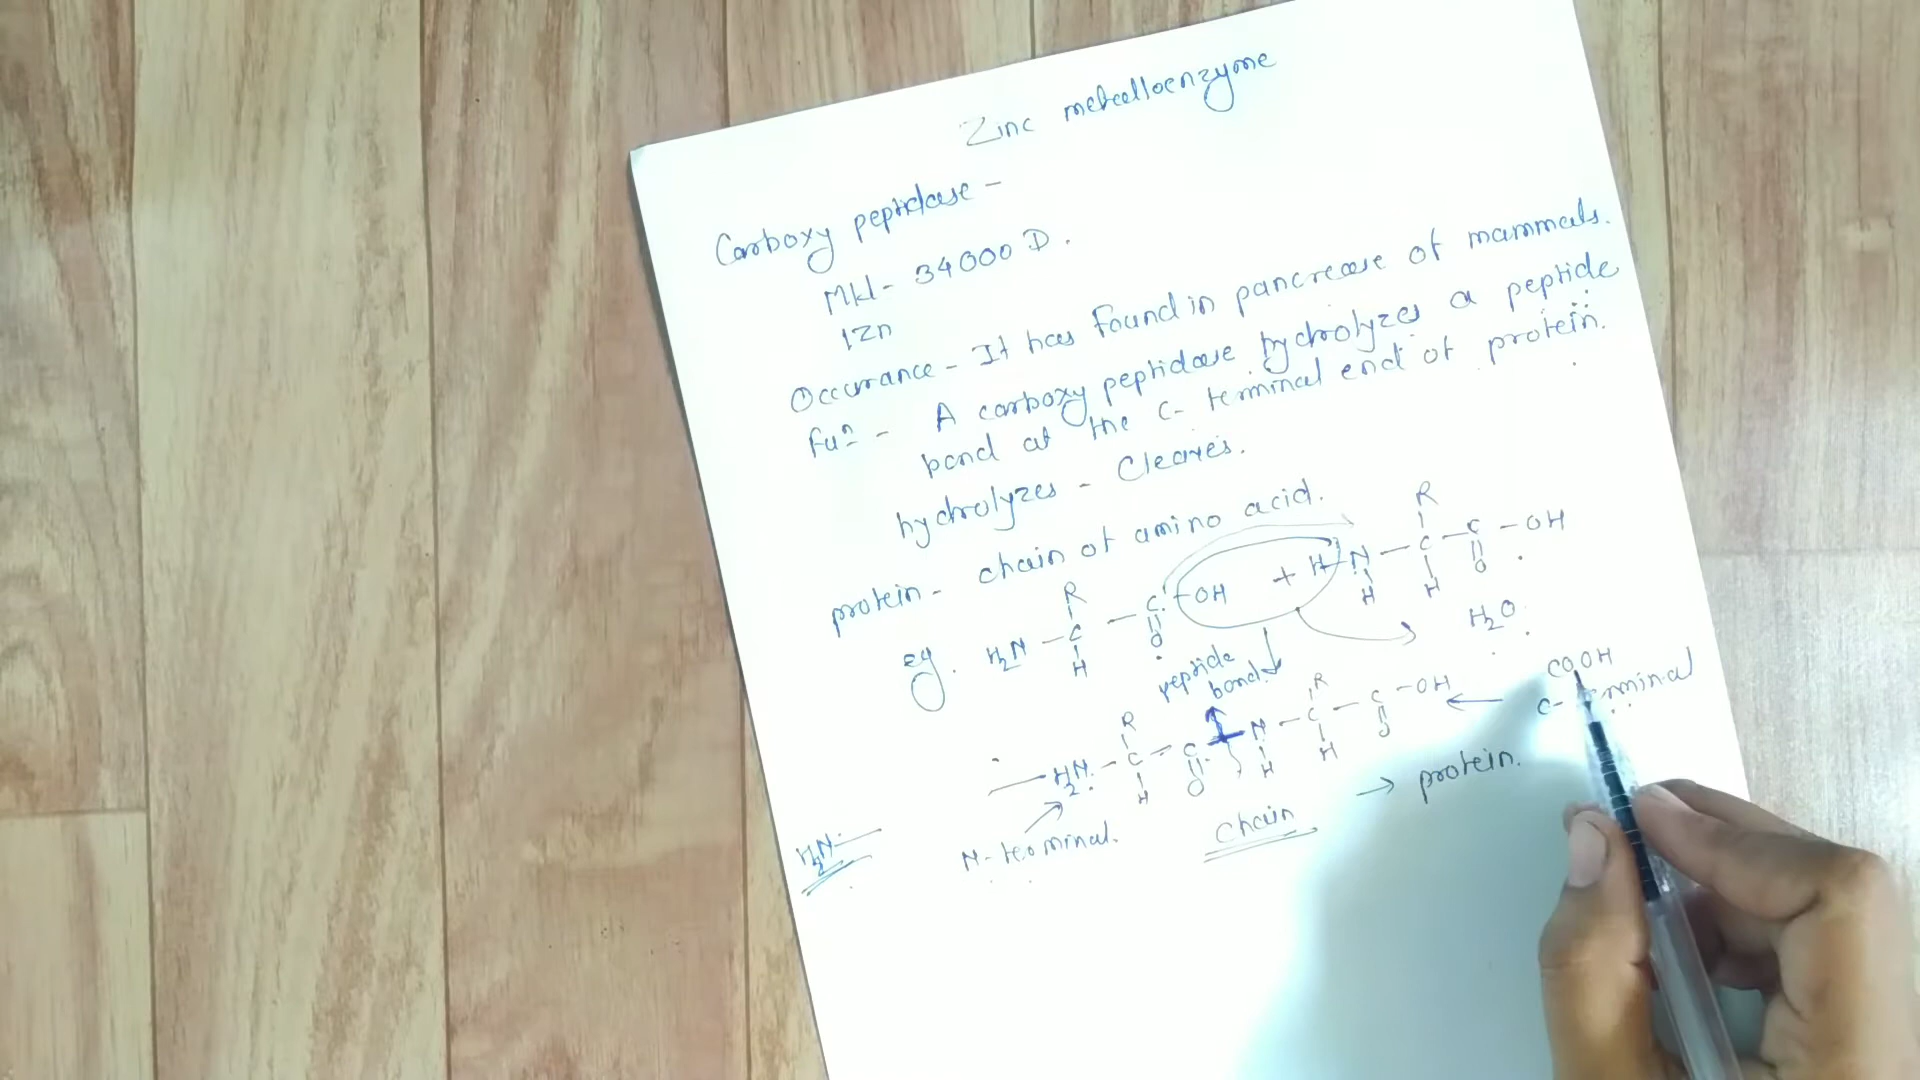 Zinc metalloenzyme
Carboxy peptidase -
MW - 34000 D.
1Zn
Occurrance - It has found in pancrease of mammals.
Fuⁿ - A carboxy peptidase hydrolyzes a peptide
bond at the C- terminal end of protein.
hydrolyzes - Cleaves.
protein - chain of amino acid.
eg. H2N - C - C - OH + H - N - C - C - OH
R
H
O
H
R
H
O
H2O
peptide
bond
H2N - C - C - N - C - C - OH
R
H
O
H
R
H
O
COOH
C- terminal
H2N -
N- terminal.
Chain
→ protein.